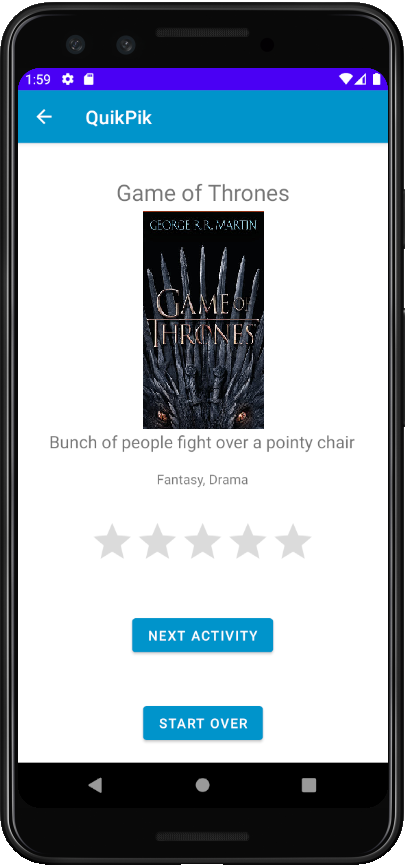 1:59
QuikPik
Game of Thrones
GEORGE R.R. MARTIN
GAME OF
THRONES
Bunch of people fight over a pointy chair
Fantasy, Drama
NEXT ACTIVITY
START OVER